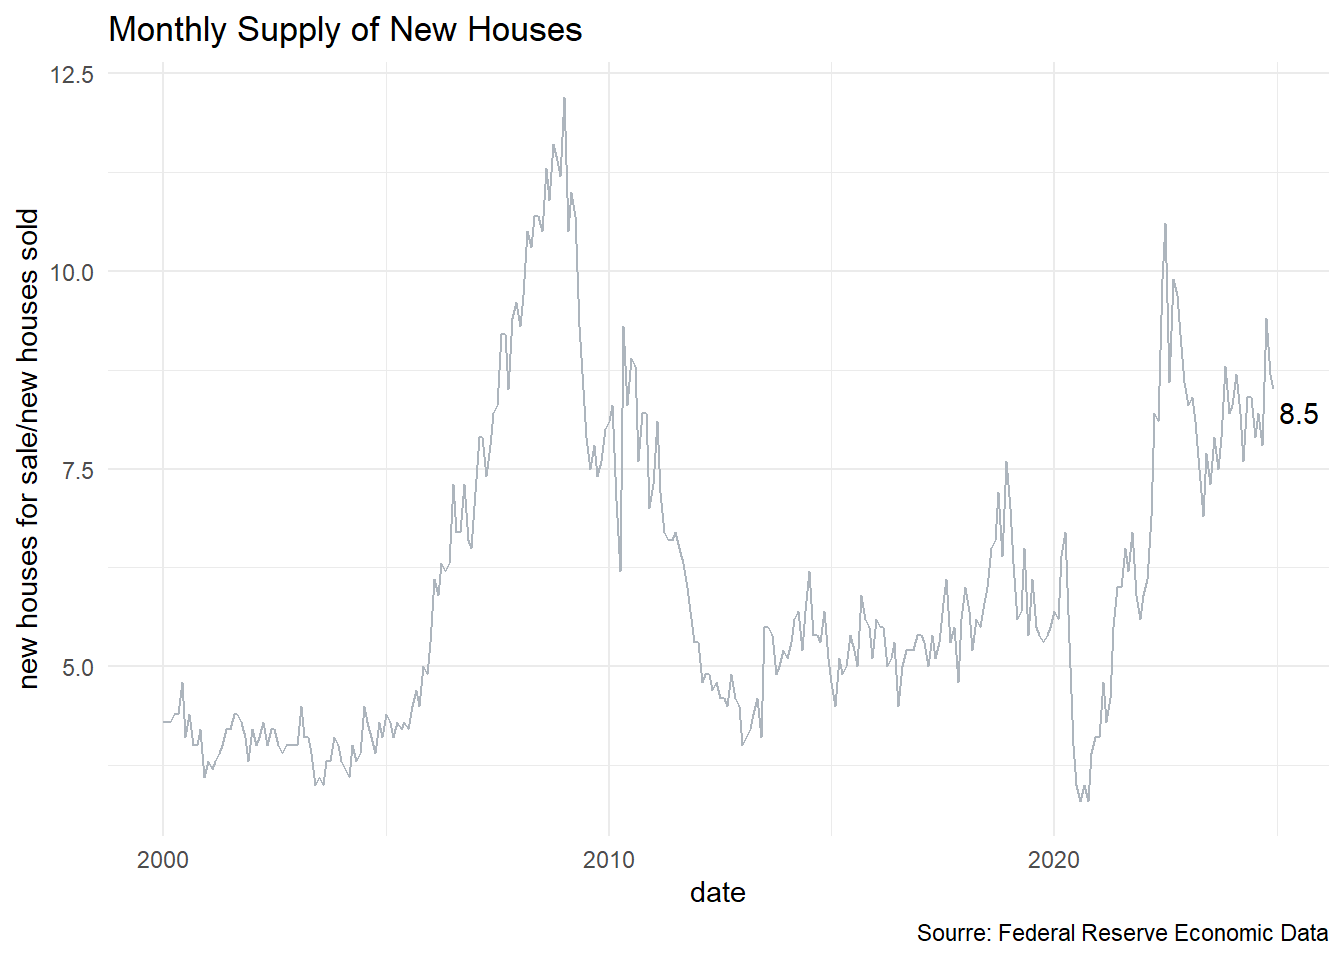 Monthly Supply of New Houses
new houses for sale/new houses sold
12.5
10.0
7.5
5.0
8.5
2000
2010
2020
date
Sourre: Federal Reserve Economic Data